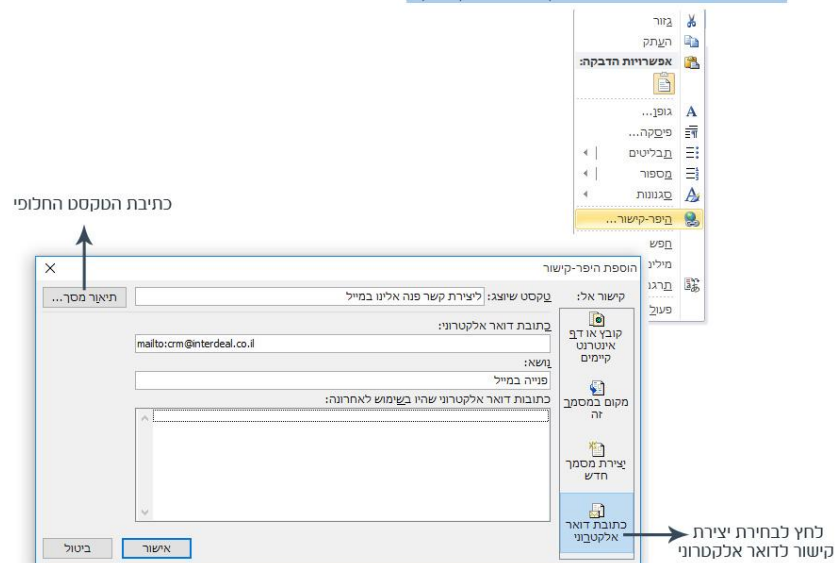 גזור
העתק
אפשרויות הדבקה:
גופן...
פיסקה...
תבליטים
מספור
סגנונות
היפר-קישור...
חפש
כתיבת הטקסט החלופי
הוספת היפר-קישור
קישור אל:
טקסט שיוצג:
ליצירת קשר פנה אלינו במייל
תיאור מסך...
קובץ או דף
אינטרנט
קיימים
כתובת דואר אלקטרוני:
mailto:crm@interdeal.co.il
נושא:
פנייה במייל
כתובות דואר אלקטרוני שהיו בשימוש לאחרונה:
מקום במסמך
זה
יצירת מסמך
חדש
כתובת דואר
אלקטרוני
אישור
ביטול
לחץ לבחירת יצירת
קישור לדואר אלקטרוני